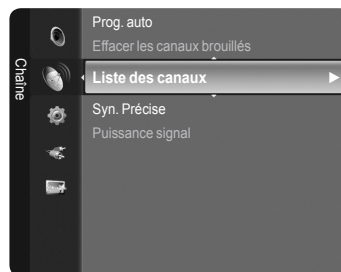 Chaîne
Prog. auto
Effacer les canaux brouillés
Liste des canaux
Syn. Précise
Puissance signal